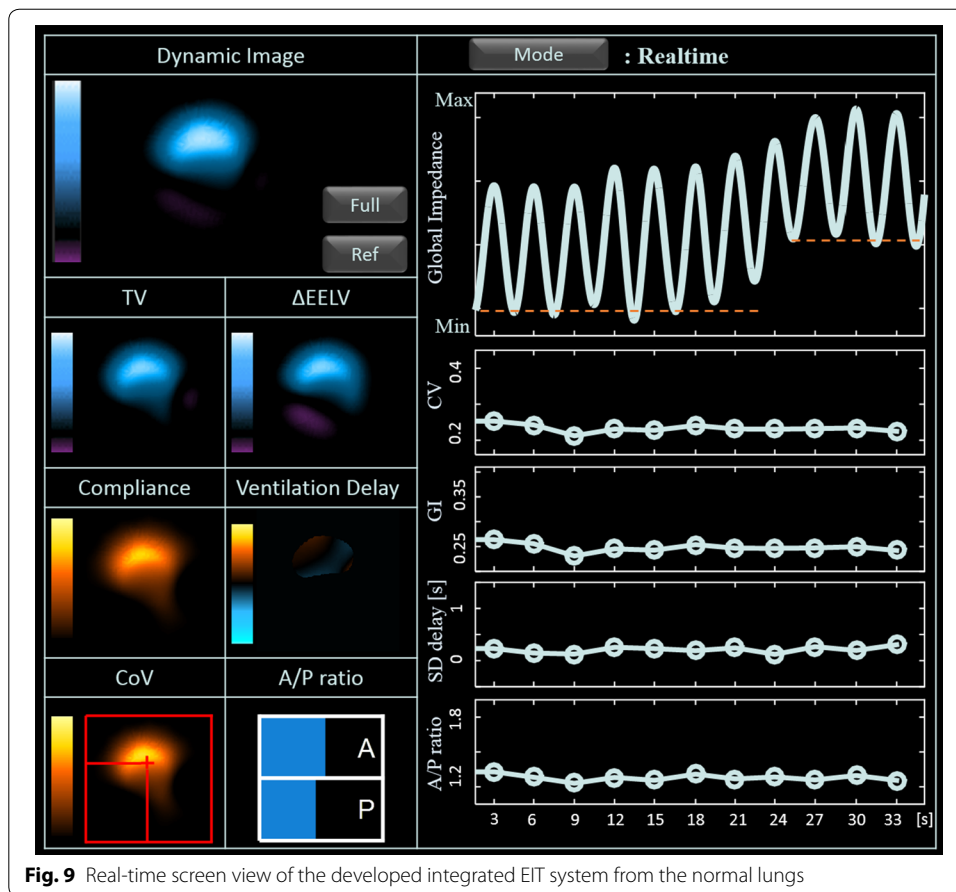 Dynamic Image
Mode : Realtime
Full
Ref
TV
ΔEELV
Compliance
Ventilation Delay
CoV
A/P ratio
A
P
Max
Global Impedance
Min
CV
0.4
0.2
GI
0.35
0.25
SD delay [s]
1
0
A/P ratio
1.8
1.2
3 6 9 12 15 18 21 24 27 30 33 [s]
Fig. 9 Real-time screen view of the developed integrated EIT system from the normal lungs